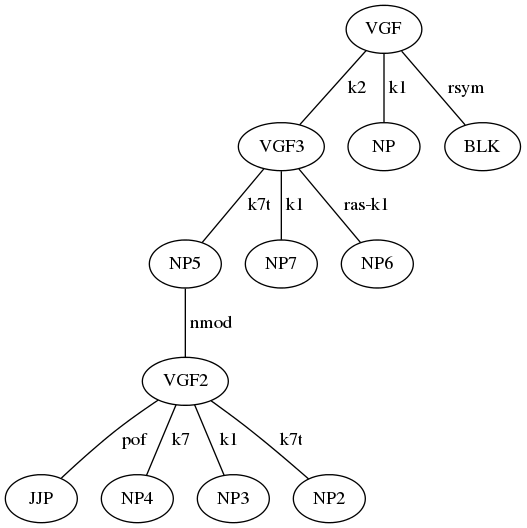 VGF
k2 k1 rsym
VGF3 NP BLK
k7t k1 ras-k1
NP5 NP7 NP6
nmod
VGF2
pof k7 k1 k7t
JJP NP4 NP3 NP2